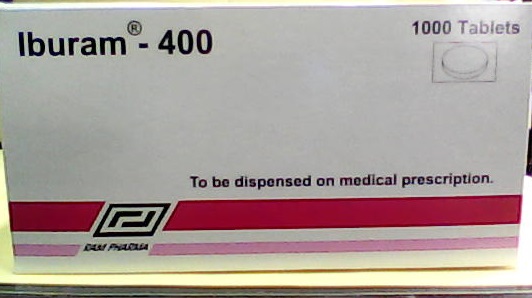 Iburam® - 400
1000 Tablets
To be dispensed on medical prescription.
RAM PHARMA